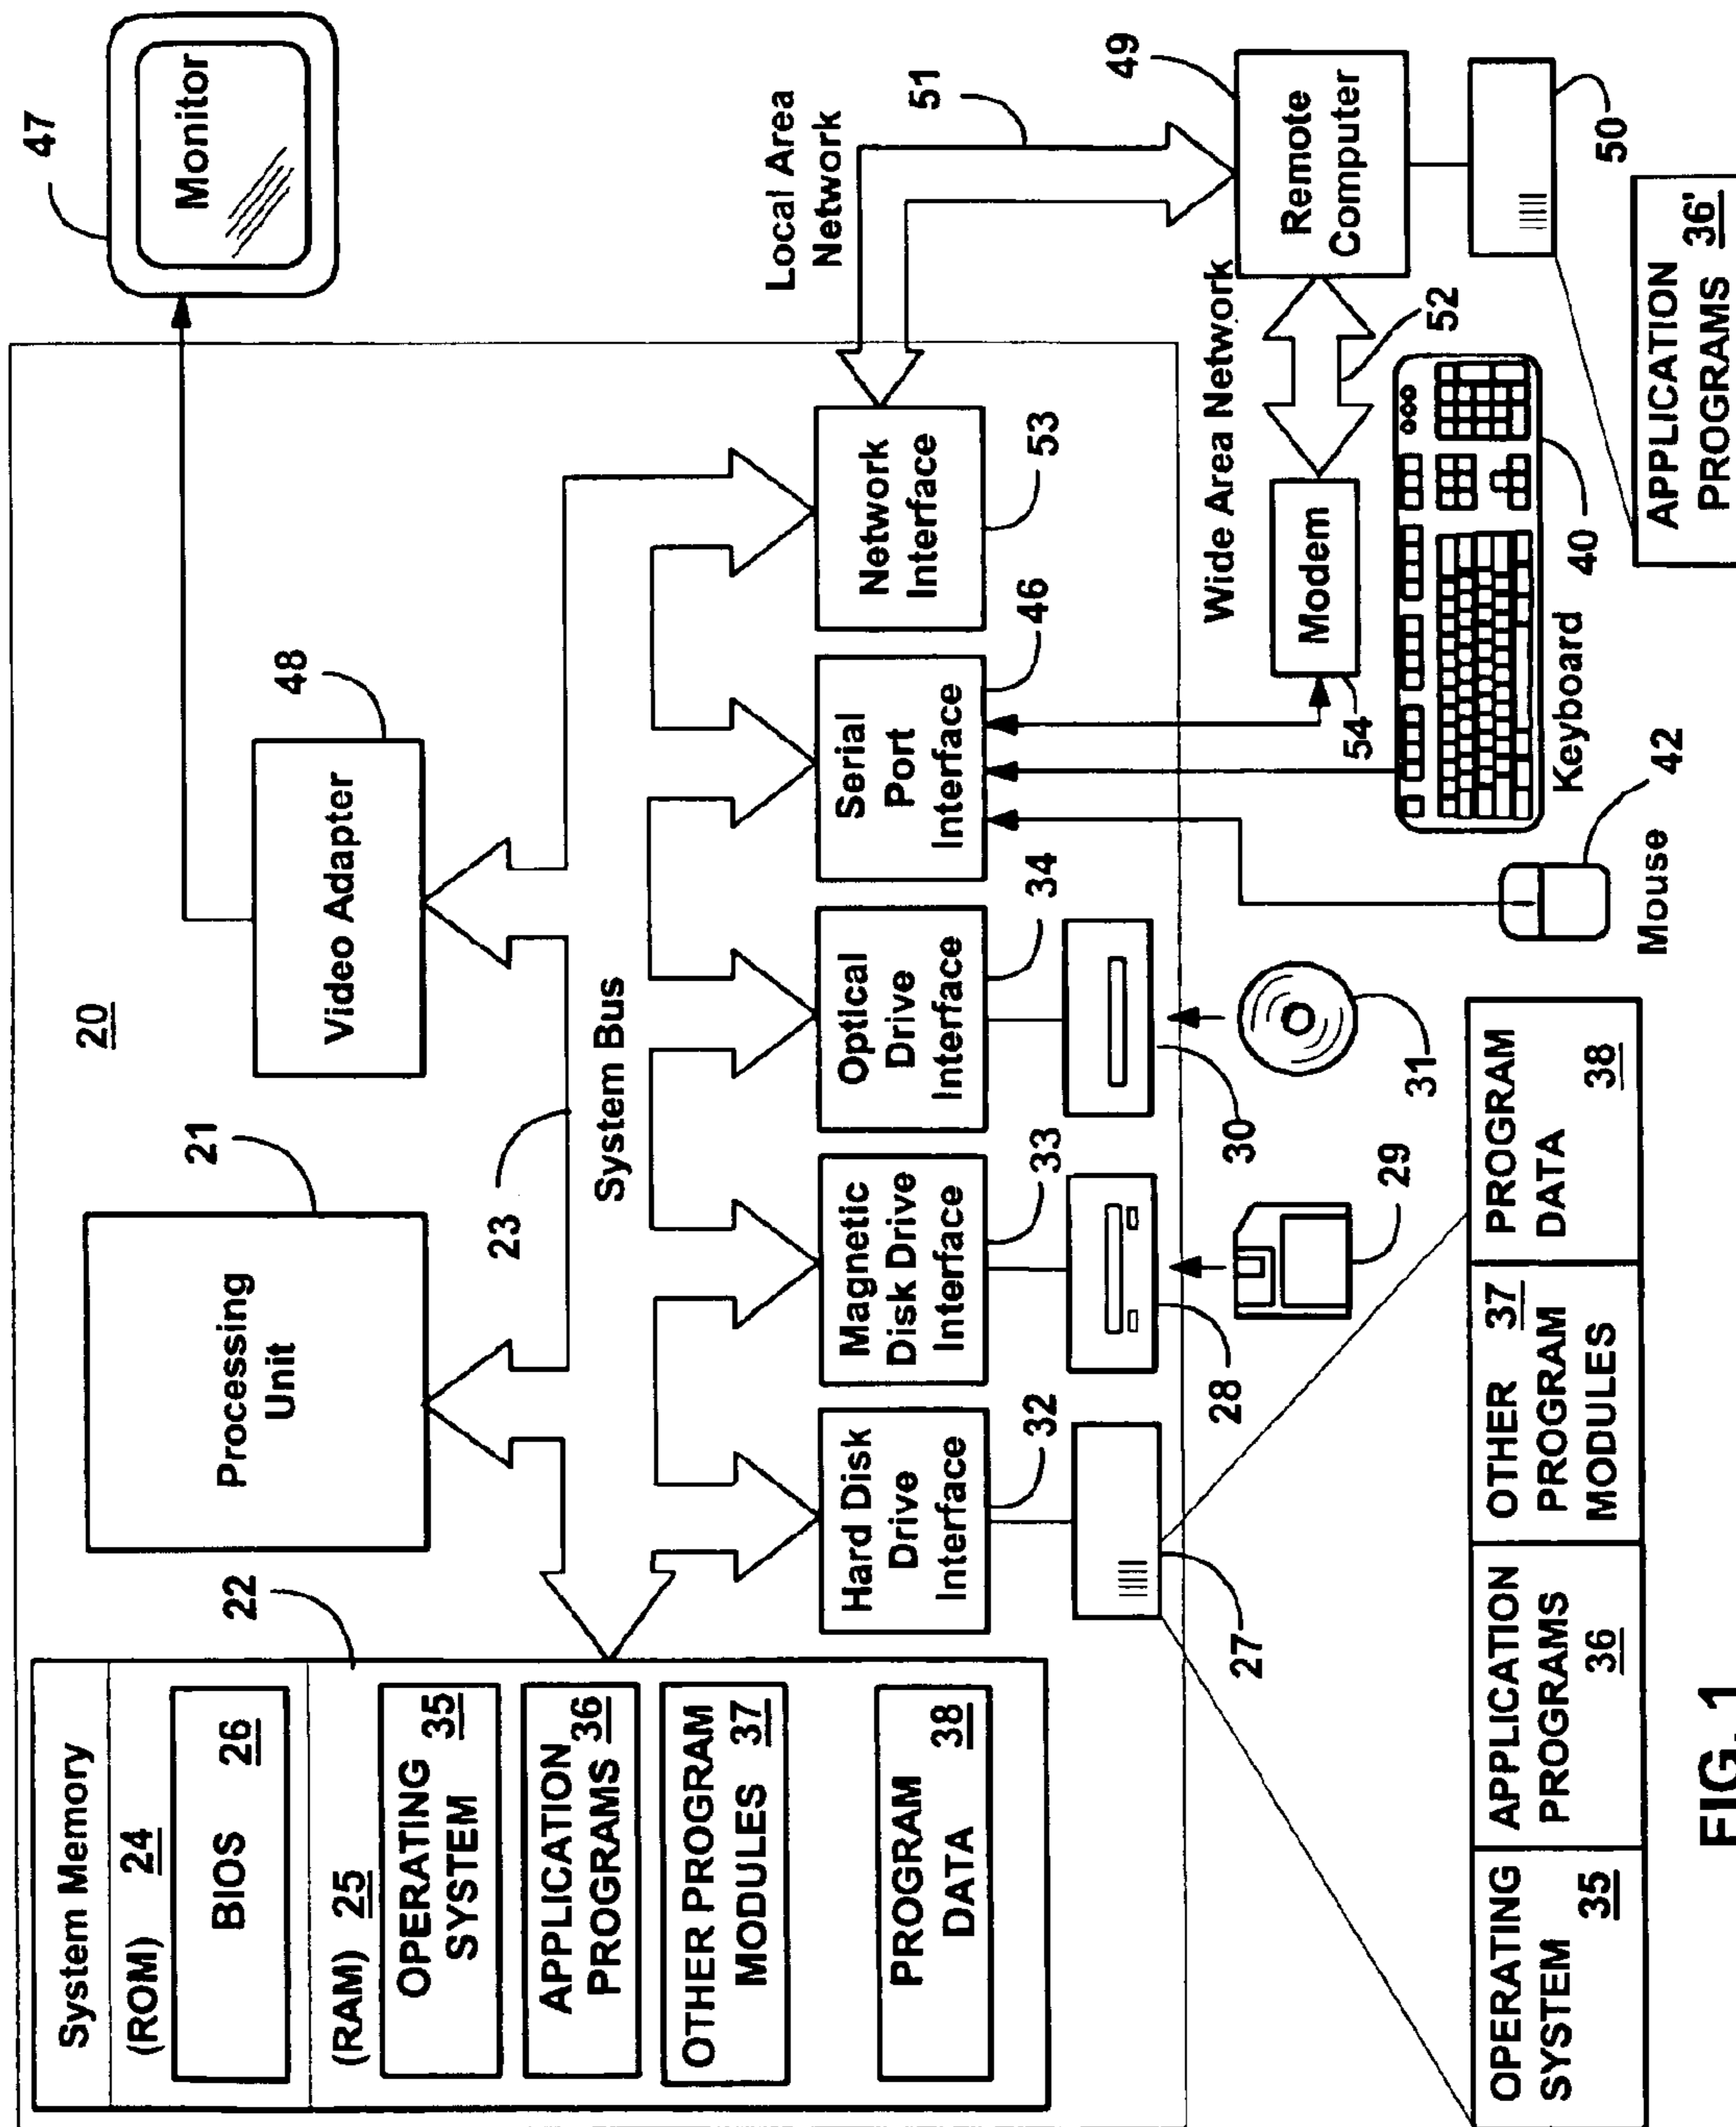 System Memory
(ROM) 24
BIOS 26
(RAM) 25
OPERATING
SYSTEM 35
APPLICATION
PROGRAMS 36
OTHER PROGRAM
MODULES 37
PROGRAM
DATA 38
22
Processing
Unit
21
20
Video Adapter
48
47
Monitor
23
System Bus
Hard Disk
Drive
Interface
32
Magnetic
Disk Drive
Interface
33
Optical
Drive
Interface
34
Serial
Port
Interface
46
Network
Interface
53
Local Area
Network
51
27
28
29
30
31
Wide Area Network
Modem
54
52
49
Remote
Computer
50
Mouse
42
Keyboard
40
OPERATING
SYSTEM 35
APPLICATION
PROGRAMS
36
OTHER 37
PROGRAM
MODULES
PROGRAM
DATA
38
APPLICATION
PROGRAMS 36'
FIG. 1